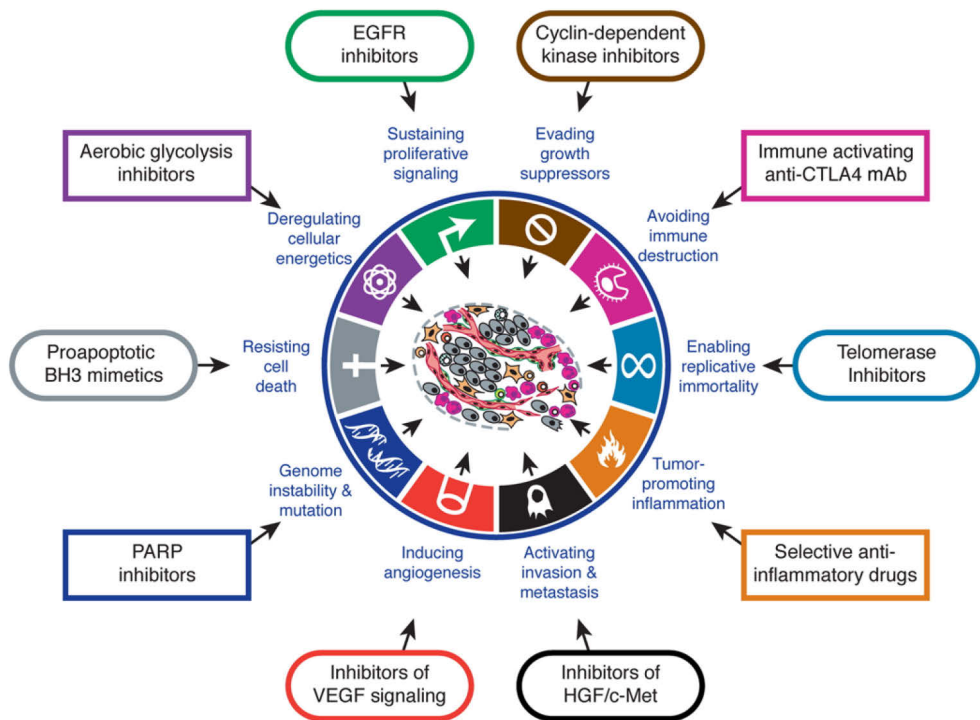 EGFR
inhibitors
Cyclin-dependent
kinase inhibitors
Sustaining
proliferative
signaling
Evading
growth
suppressors
Aerobic glycolysis
inhibitors
Immune activating
anti-CTLA4 mAb
Deregulating
cellular
energetics
Avoiding
immune
destruction
Proapoptotic
BH3 mimetics
Resisting
cell
death
Enabling
replicative
immortality
Telomerase
Inhibitors
Genome
instability &
mutation
Tumor-
promoting
inflammation
PARP
inhibitors
Inducing
angiogenesis
Activating
invasion &
metastasis
Selective anti-
inflammatory drugs
Inhibitors of
VEGF signaling
Inhibitors of
HGF/c-Met